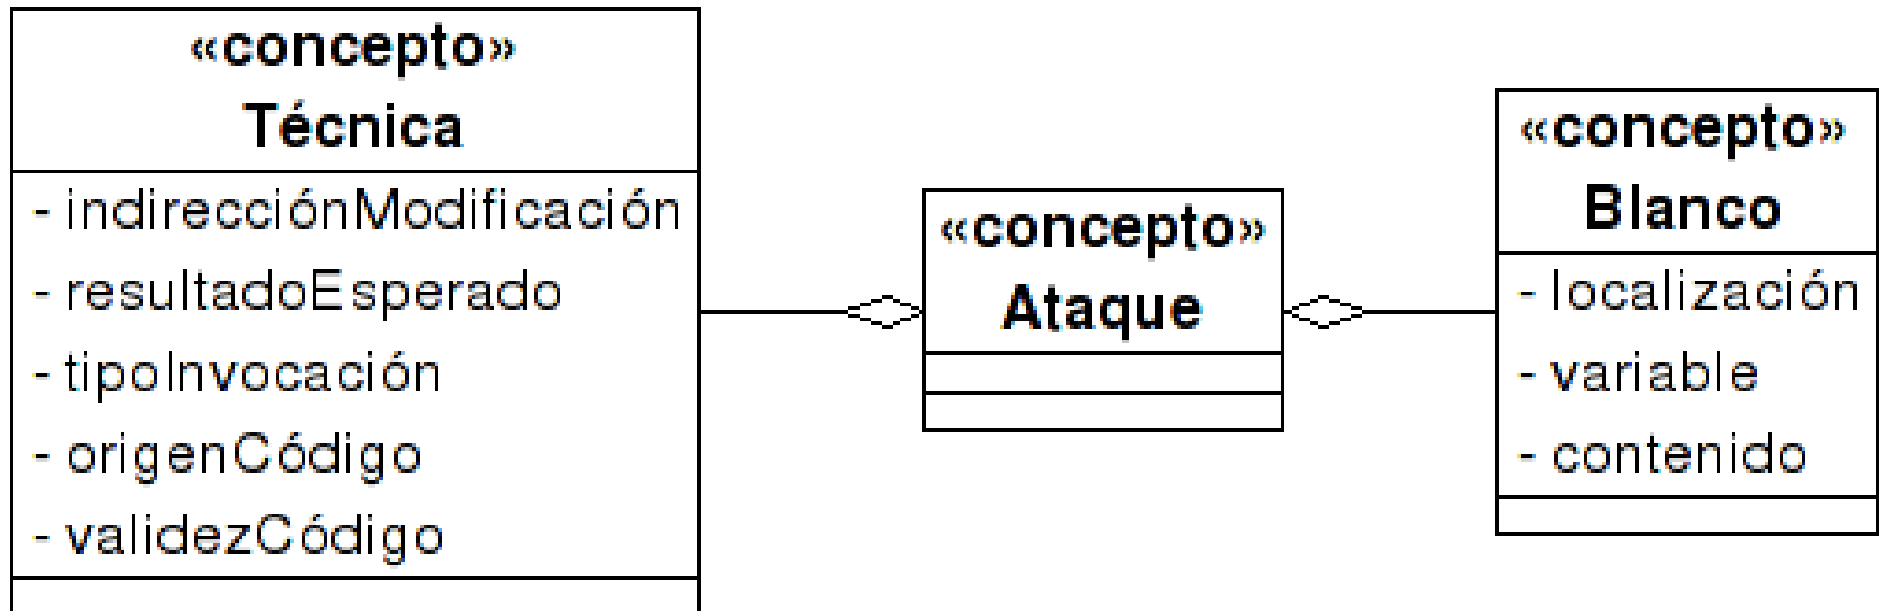 «concepto»
Técnica
- indirecciónModificación
- resultadoEsperado
- tipoInvocación
- origenCódigo
- validezCódigo
«concepto»
Ataque
«concepto»
Blanco
- localización
- variable
- contenido